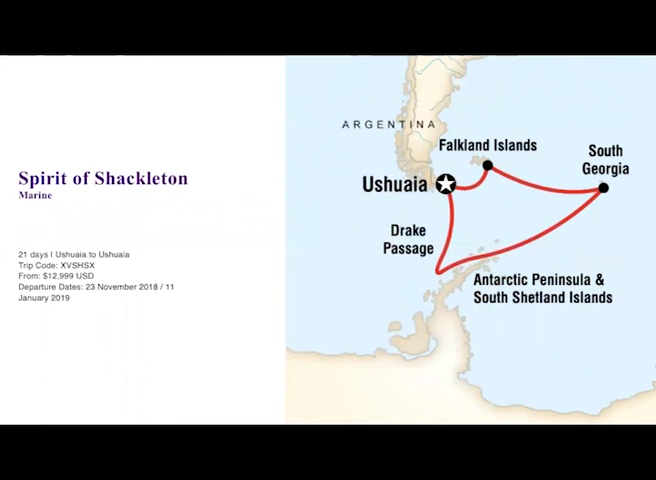 Spirit of Shackleton
Marine
21 days I Ushuaia to Ushuaia
Trip Code: XVSHSX
From: $12,999 USD
Departure Dates: 23 November 2018 / 11
January 2019
ARGENTINA
Falkland Islands
South
Georgia
Ushuaia
Drake
Passage
Antarctic Peninsula &
South Shetland Islands